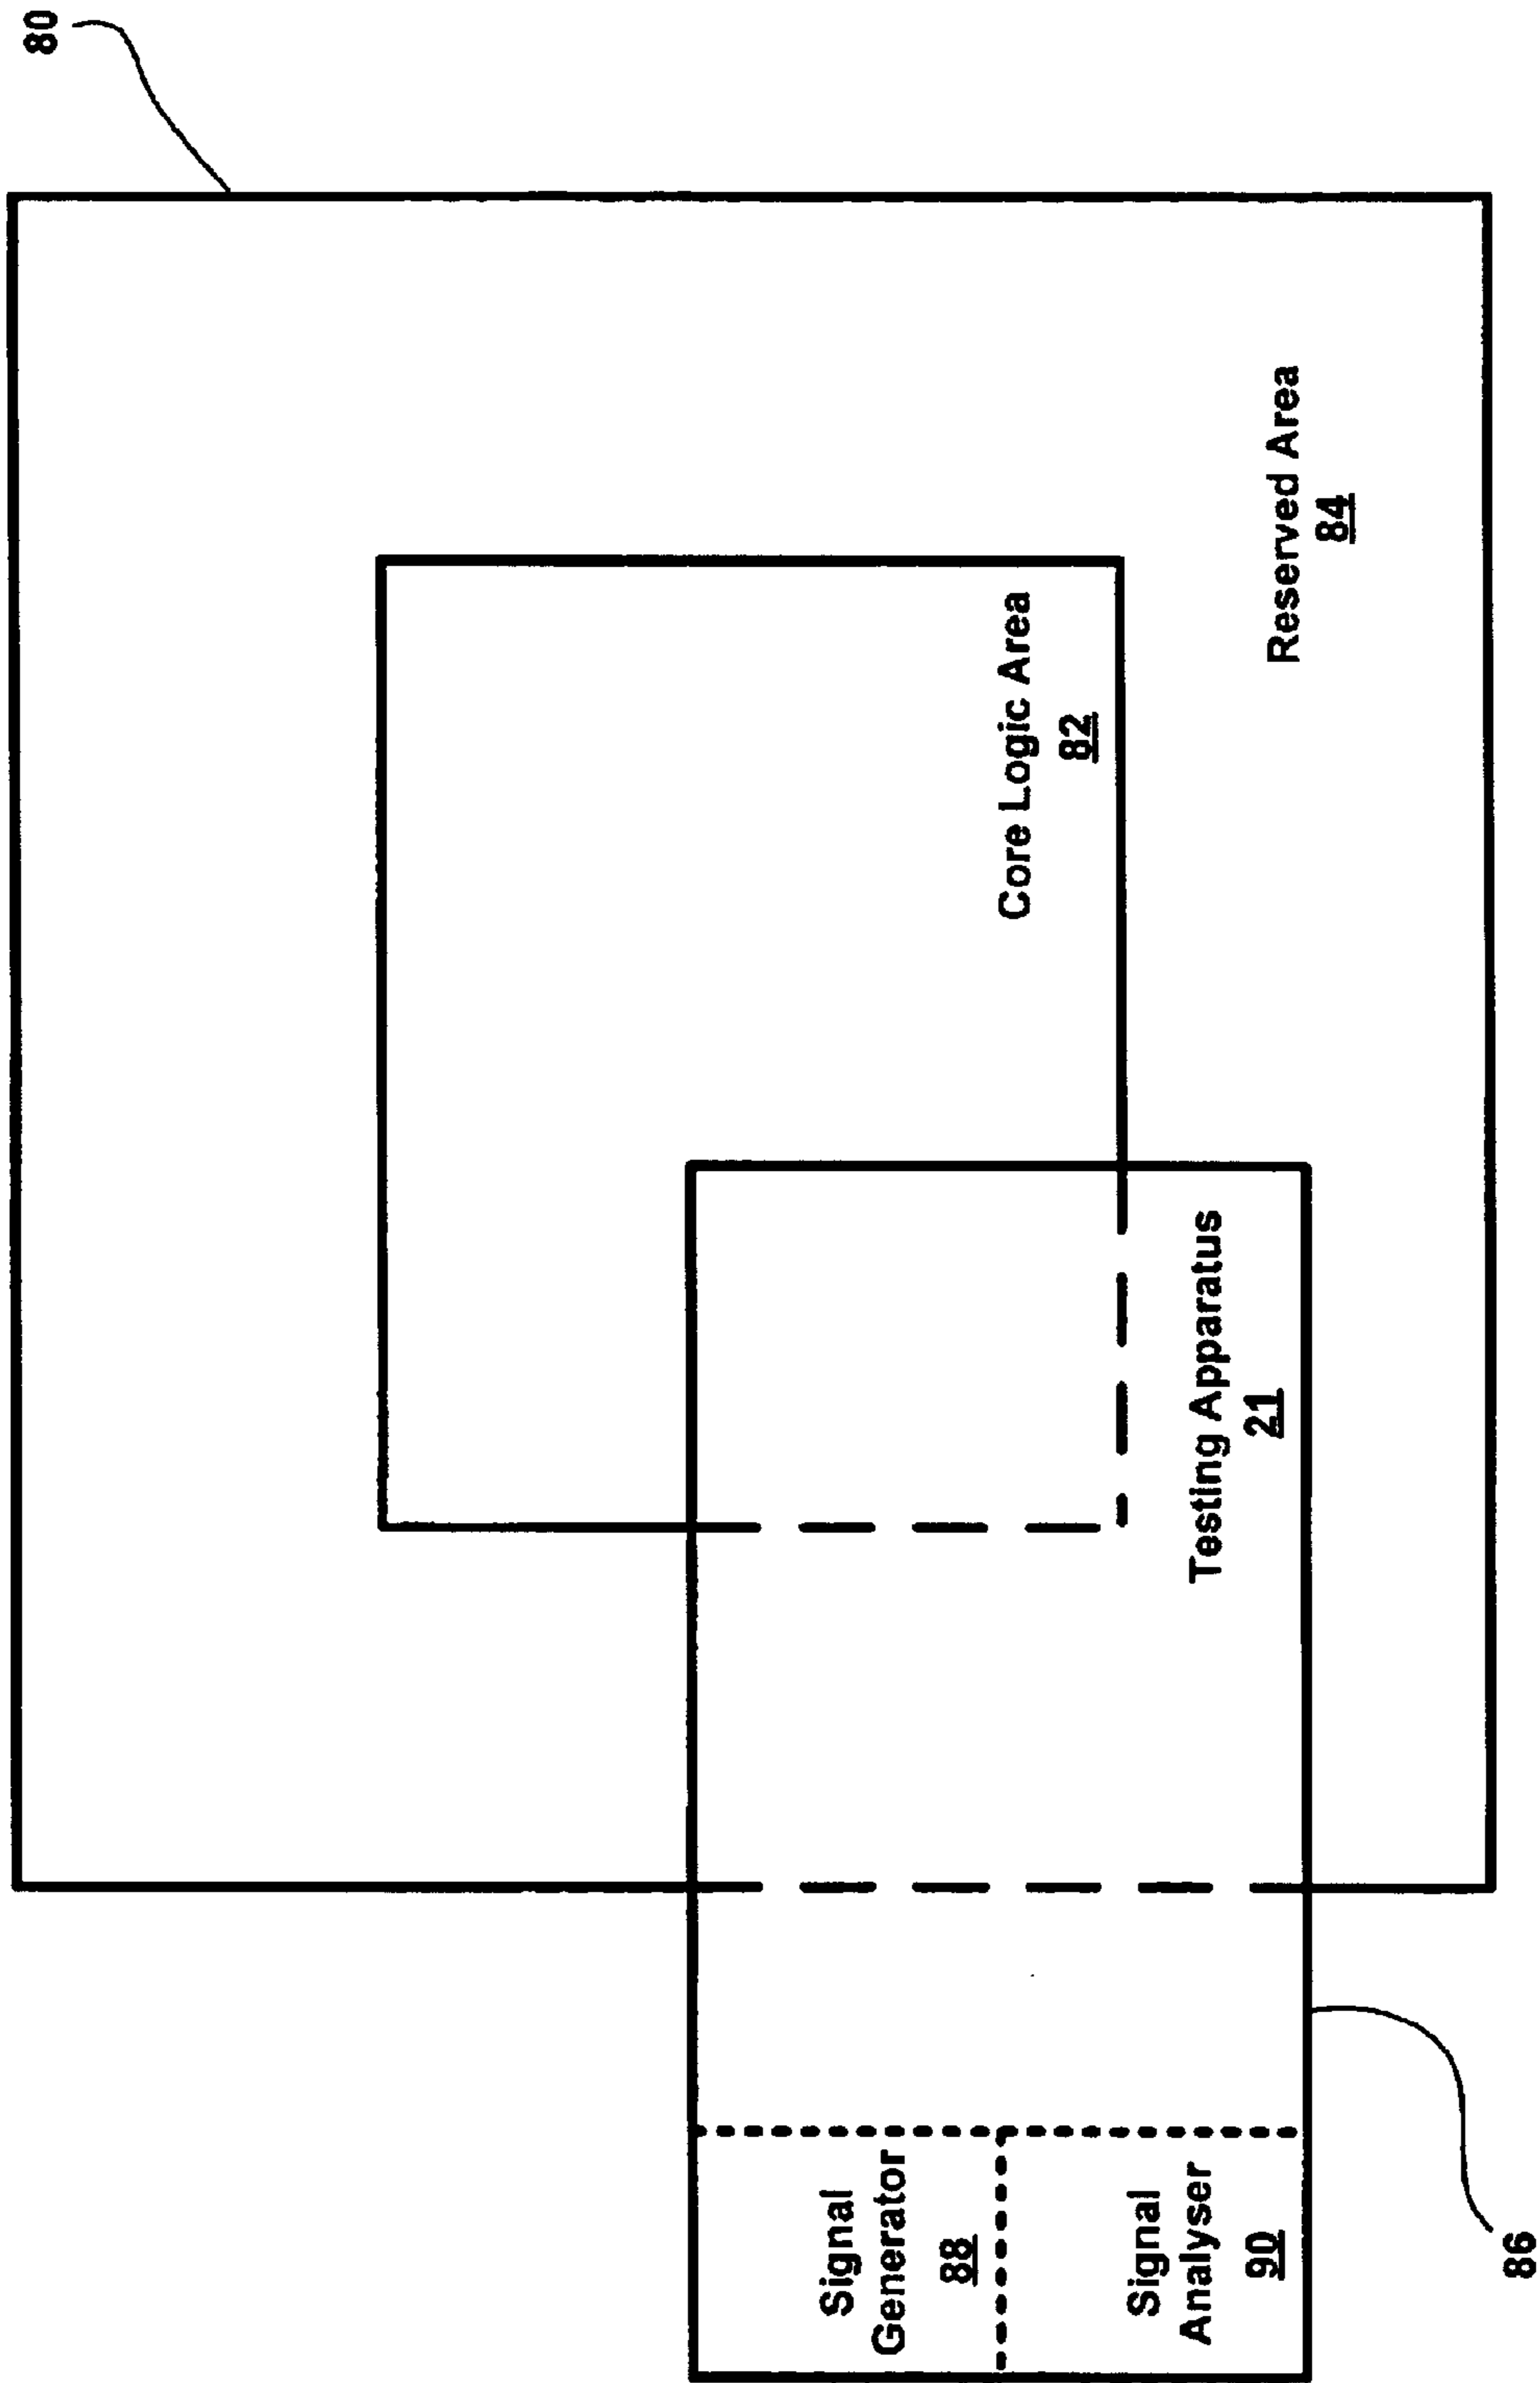 80
Reserved Area
84
Core Logic Area
82
Testing Apparatus
21
Signal
Generator
88
Signal
Analyser
90
86